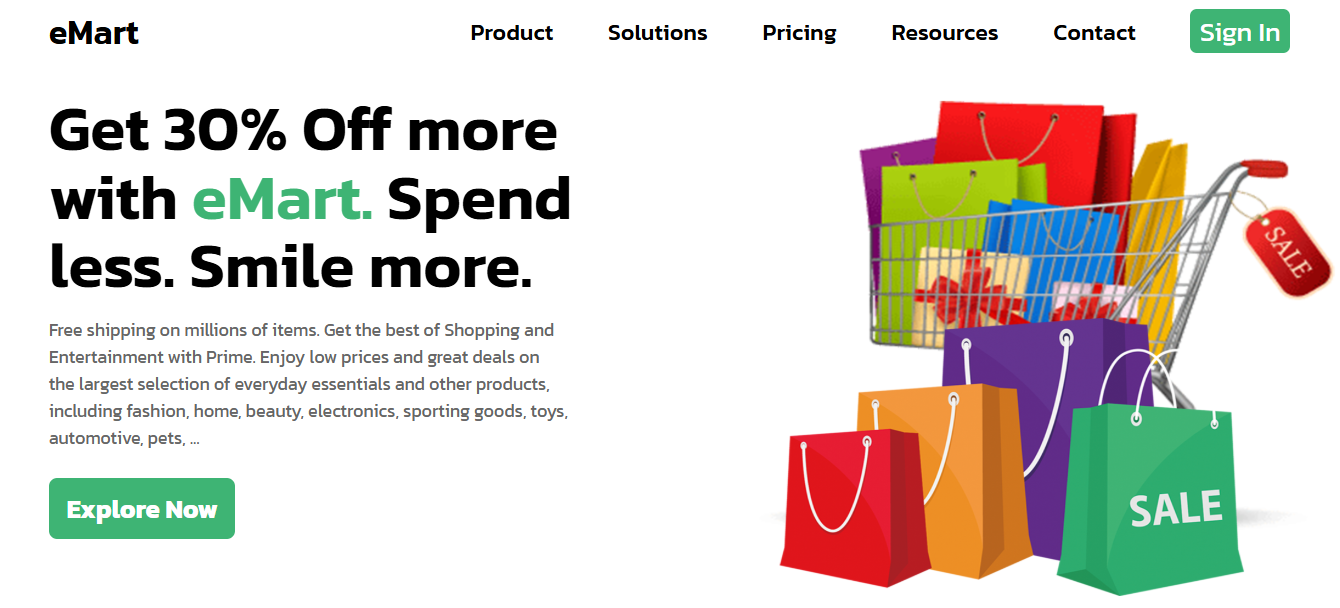 eMart
Product
Solutions
Pricing
Resources
Contact
Sign In
Get 30% Off more
with eMart. Spend
less. Smile more.
Free shipping on millions of items. Get the best of Shopping and
Entertainment with Prime. Enjoy low prices and great deals on
the largest selection of everyday essentials and other products,
including fashion, home, beauty, electronics, sporting goods, toys,
automotive, pets, ...
Explore Now
SALE
SALE